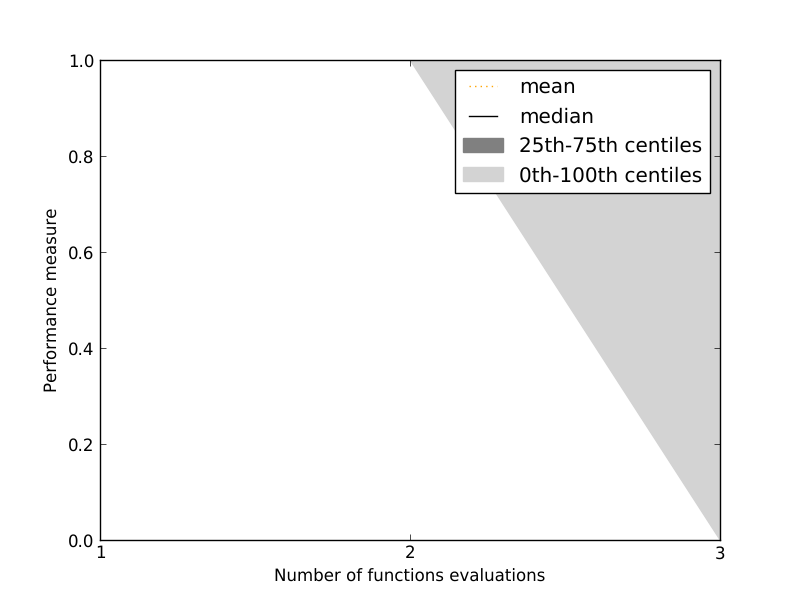 1.0
0.8
0.6
0.4
0.2
0.0
Performance measure
mean
median
25th-75th centiles
0th-100th centiles
1 2 3
Number of functions evaluations